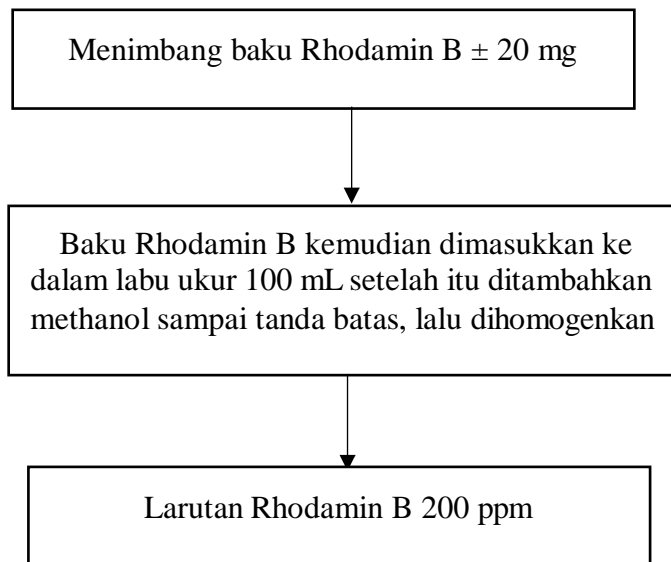 Menimbang baku Rhodamin B ± 20 mg
Baku Rhodamin B kemudian dimasukkan ke
dalam labu ukur 100 mL setelah itu ditambahkan
methanol sampai tanda batas, lalu dihomogenkan
Larutan Rhodamin B 200 ppm